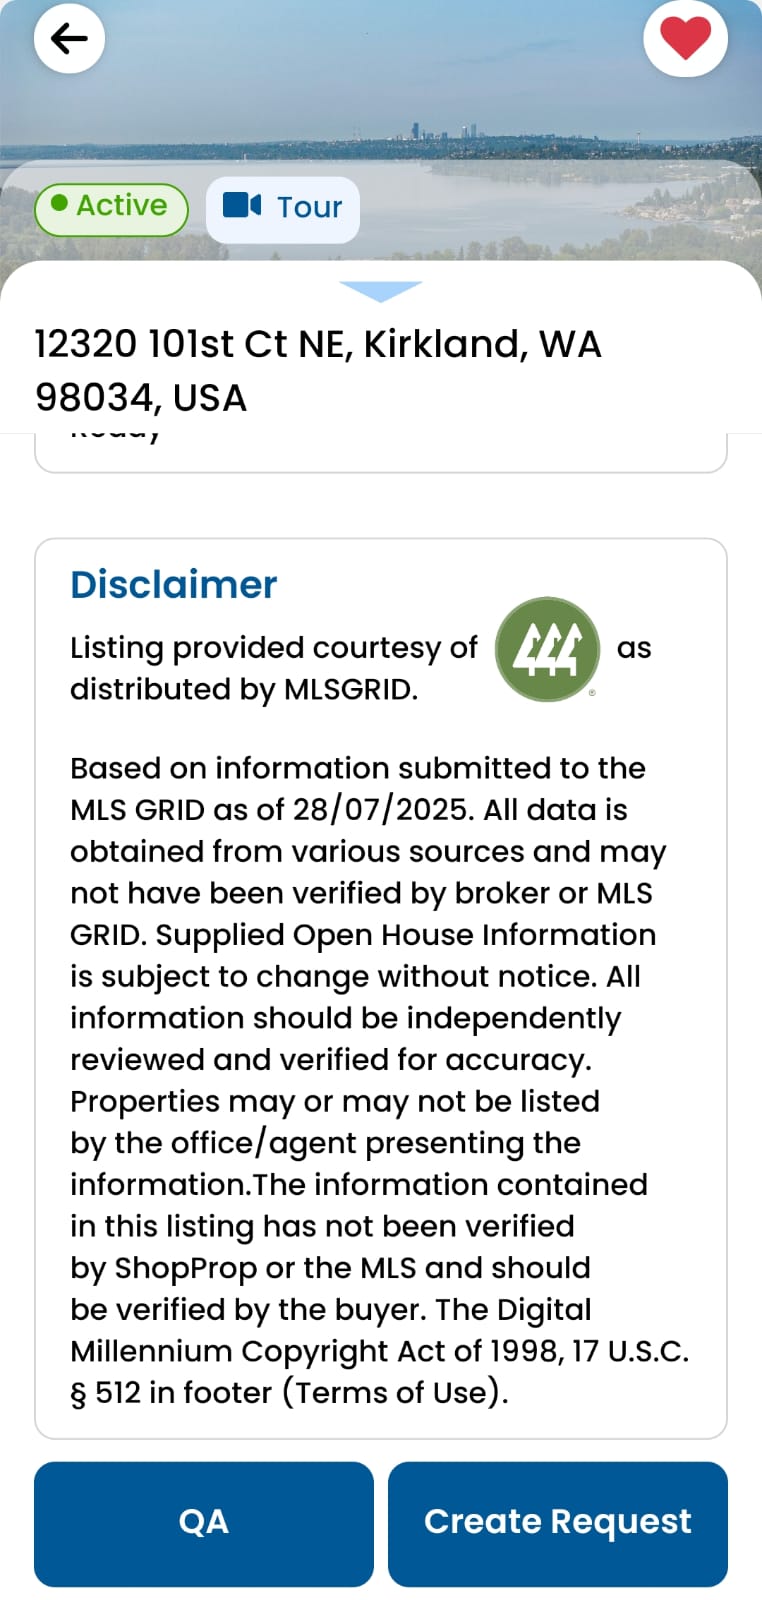 Active
Tour
12320 101st Ct NE, Kirkland, WA
98034, USA
Disclaimer
Listing provided courtesy of as
distributed by MLSGRID.
Based on information submitted to the
MLS GRID as of 28/07/2025. All data is
obtained from various sources and may
not have been verified by broker or MLS
GRID. Supplied Open House Information
is subject to change without notice. All
information should be independently
reviewed and verified for accuracy.
Properties may or may not be listed
by the office/agent presenting the
information.The information contained
in this listing has not been verified
by ShopProp or the MLS and should
be verified by the buyer. The Digital
Millennium Copyright Act of 1998, 17 U.S.C.
§ 512 in footer (Terms of Use).
QA
Create Request